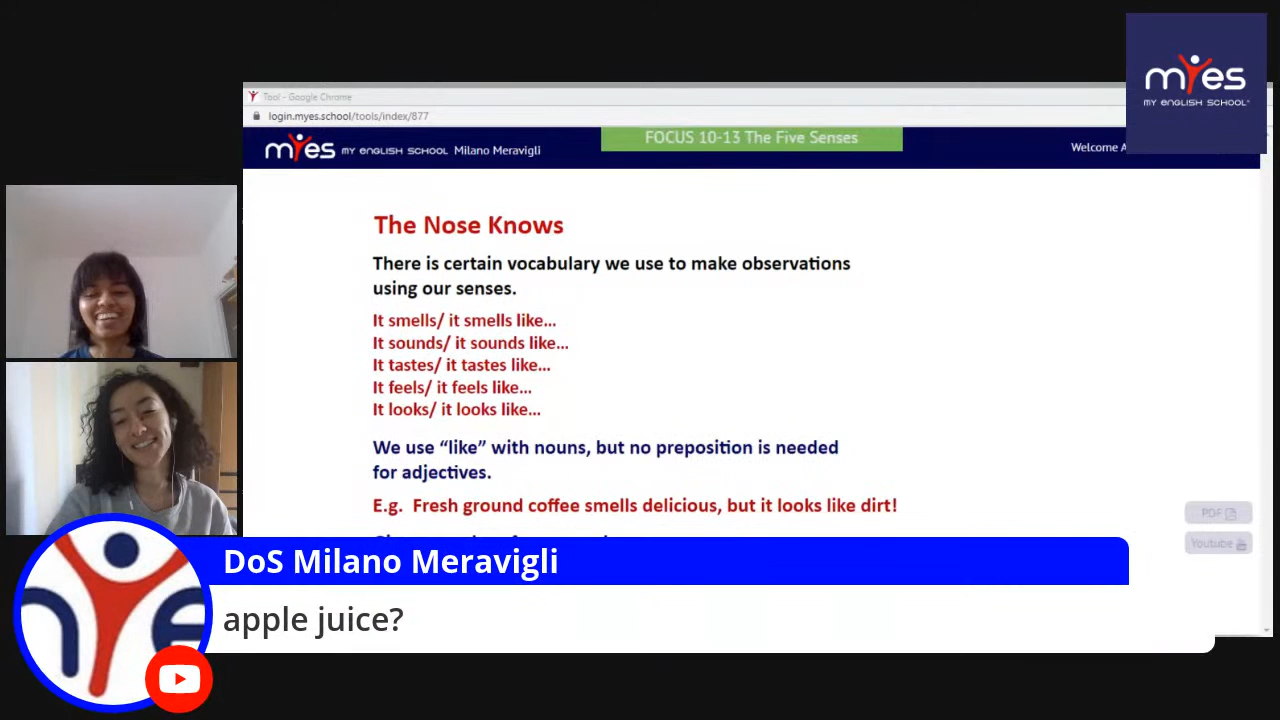 myes
MY ENGLISH SCHOOL
Tool - Google Chrome
login.myes.school/tools/index/877
myes MY ENGLISH SCHOOL Milano Meravigli
FOCUS 10-13 The Five Senses
Welcome A
The Nose Knows
There is certain vocabulary we use to make observations
using our senses.
It smells/ it smells like...
It sounds/ it sounds like...
It tastes/ it tastes like...
It feels/ it feels like...
It looks/ it looks like...
We use “like” with nouns, but no preposition is needed
for adjectives.
E.g. Fresh ground coffee smells delicious, but it looks like dirt!
PDF
Youtube
DoS Milano Meravigli
apple juice?